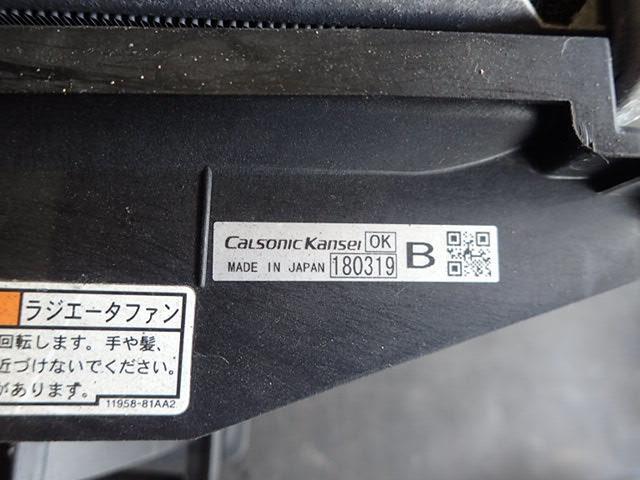 CALSONIC KANSEI OK
MADE IN JAPAN 180319 B
ラジエータファン
回転します。手や髪、
近づけないでください。
があります。
11958-81AA2